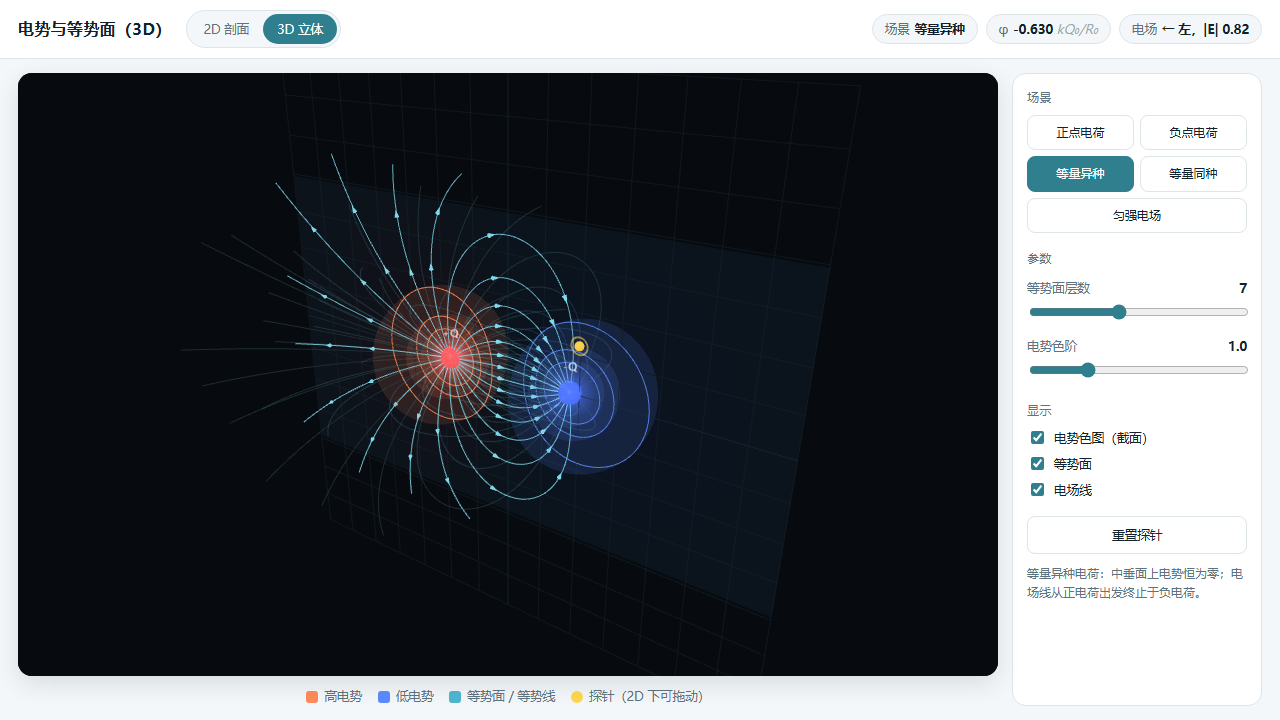 电势与等势面（3D）
2D 剖面
3D 立体
场景 等量异种
φ -0.630 kQ₀/R₀
电场 ← 左，|E| 0.82
+Q
-Q
高电势
低电势
等势面 / 等势线
探针（2D 下可拖动）
场景
正点电荷
负点电荷
等量异种
等量同种
匀强电场
参数
等势面层数 7
电势色阶 1.0
显示
电势色图（截面）
等势面
电场线
重置探针
等量异种电荷：中垂面上电势恒为零；电
场线从正电荷出发终止于负电荷。